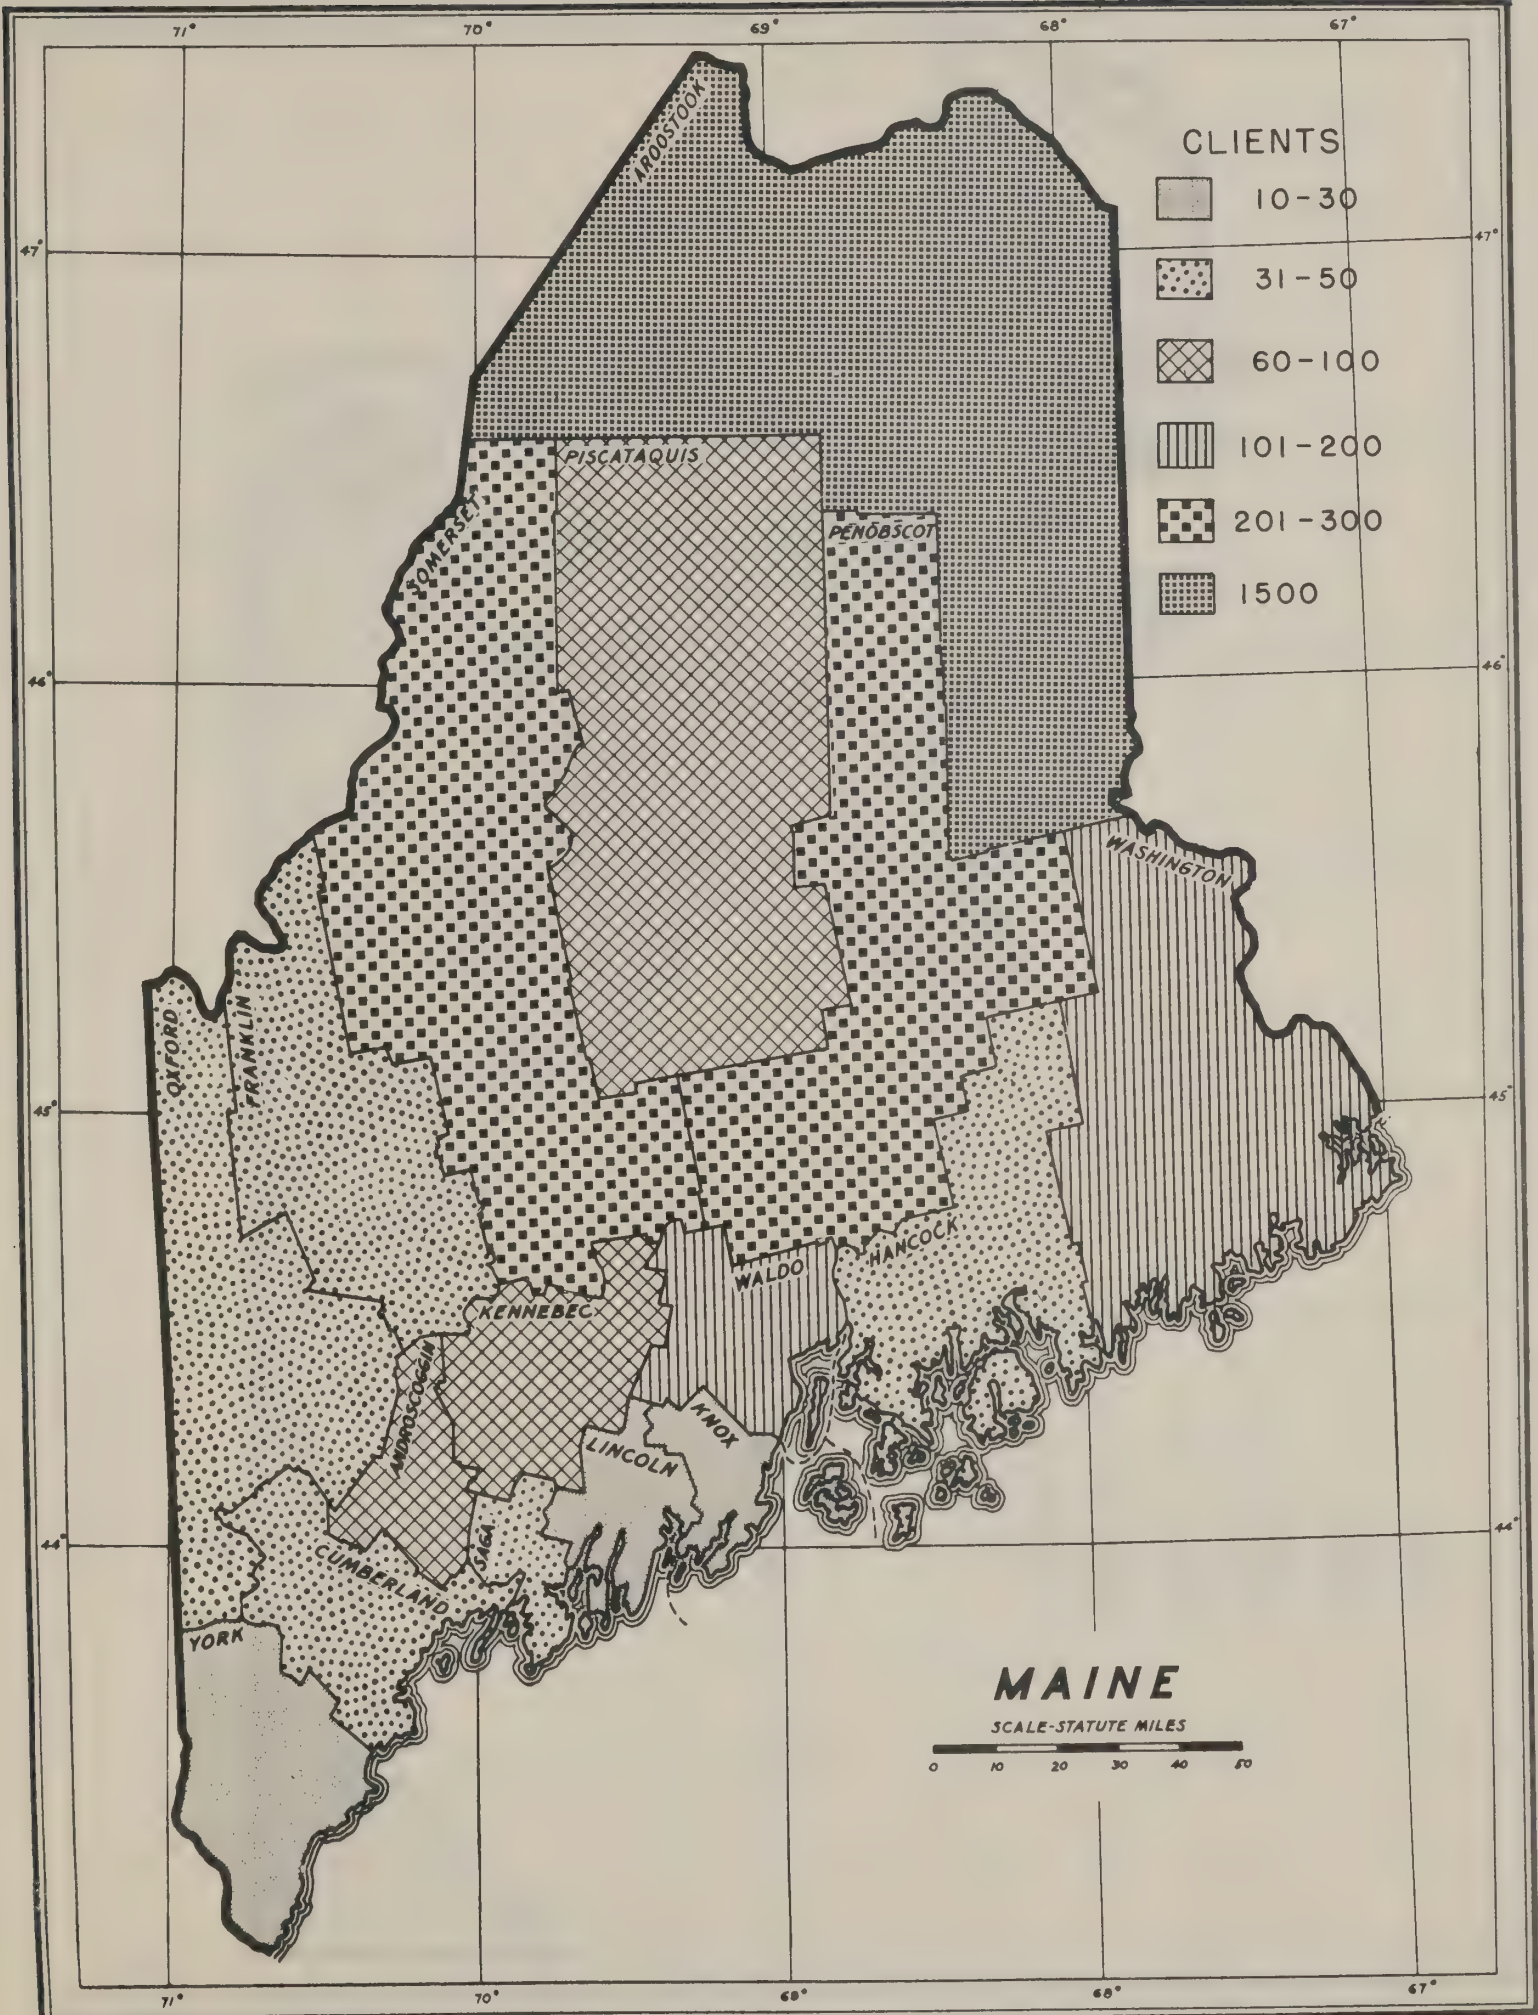 71° 70° 69° 68° 67°
CLIENTS
10-30
31-50
60-100
101-200
201-300
1500
AROOSTOOK
47° 47°
PISCATAQUIS
PENOBSCOT
SOMERSET
46° 46°
WASHINGTON
OXFORD
FRANKLIN
45° 45°
HANCOCK
WALDO
KENNEBEC
ANDROSCOGGIN
KNOX
LINCOLN
SAGA.
44° 44°
CUMBERLAND
YORK
MAINE
SCALE-STATUTE MILES
0 10 20 30 40 50
71° 70° 69° 68° 67°